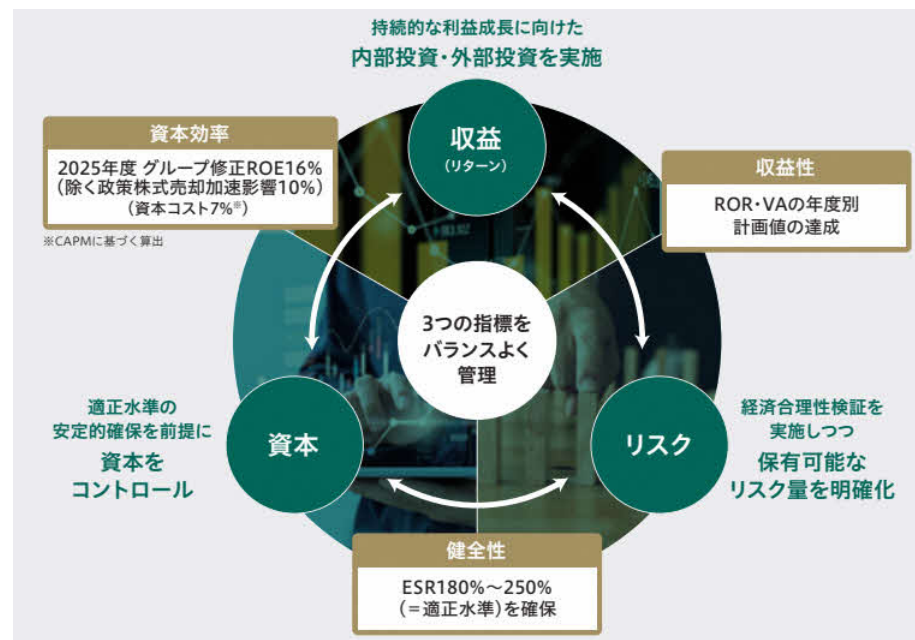 持続的な利益成長に向けた
内部投資・外部投資を実施
収益
(リターン)
資本効率
2025年度 グループ修正ROE16%
(除く政策株式売却加速影響10%)
(資本コスト7%※)
※CAPMに基づく算出
収益性
ROR・VAの年度別
計画値の達成
3つの指標を
バランスよく
管理
適正水準の
安定的確保を前提に
資本を
コントロール
資本
リスク
経済合理性検証を
実施しつつ
保有可能な
リスク量を明確化
健全性
ESR180%～250%
(=適正水準)を確保